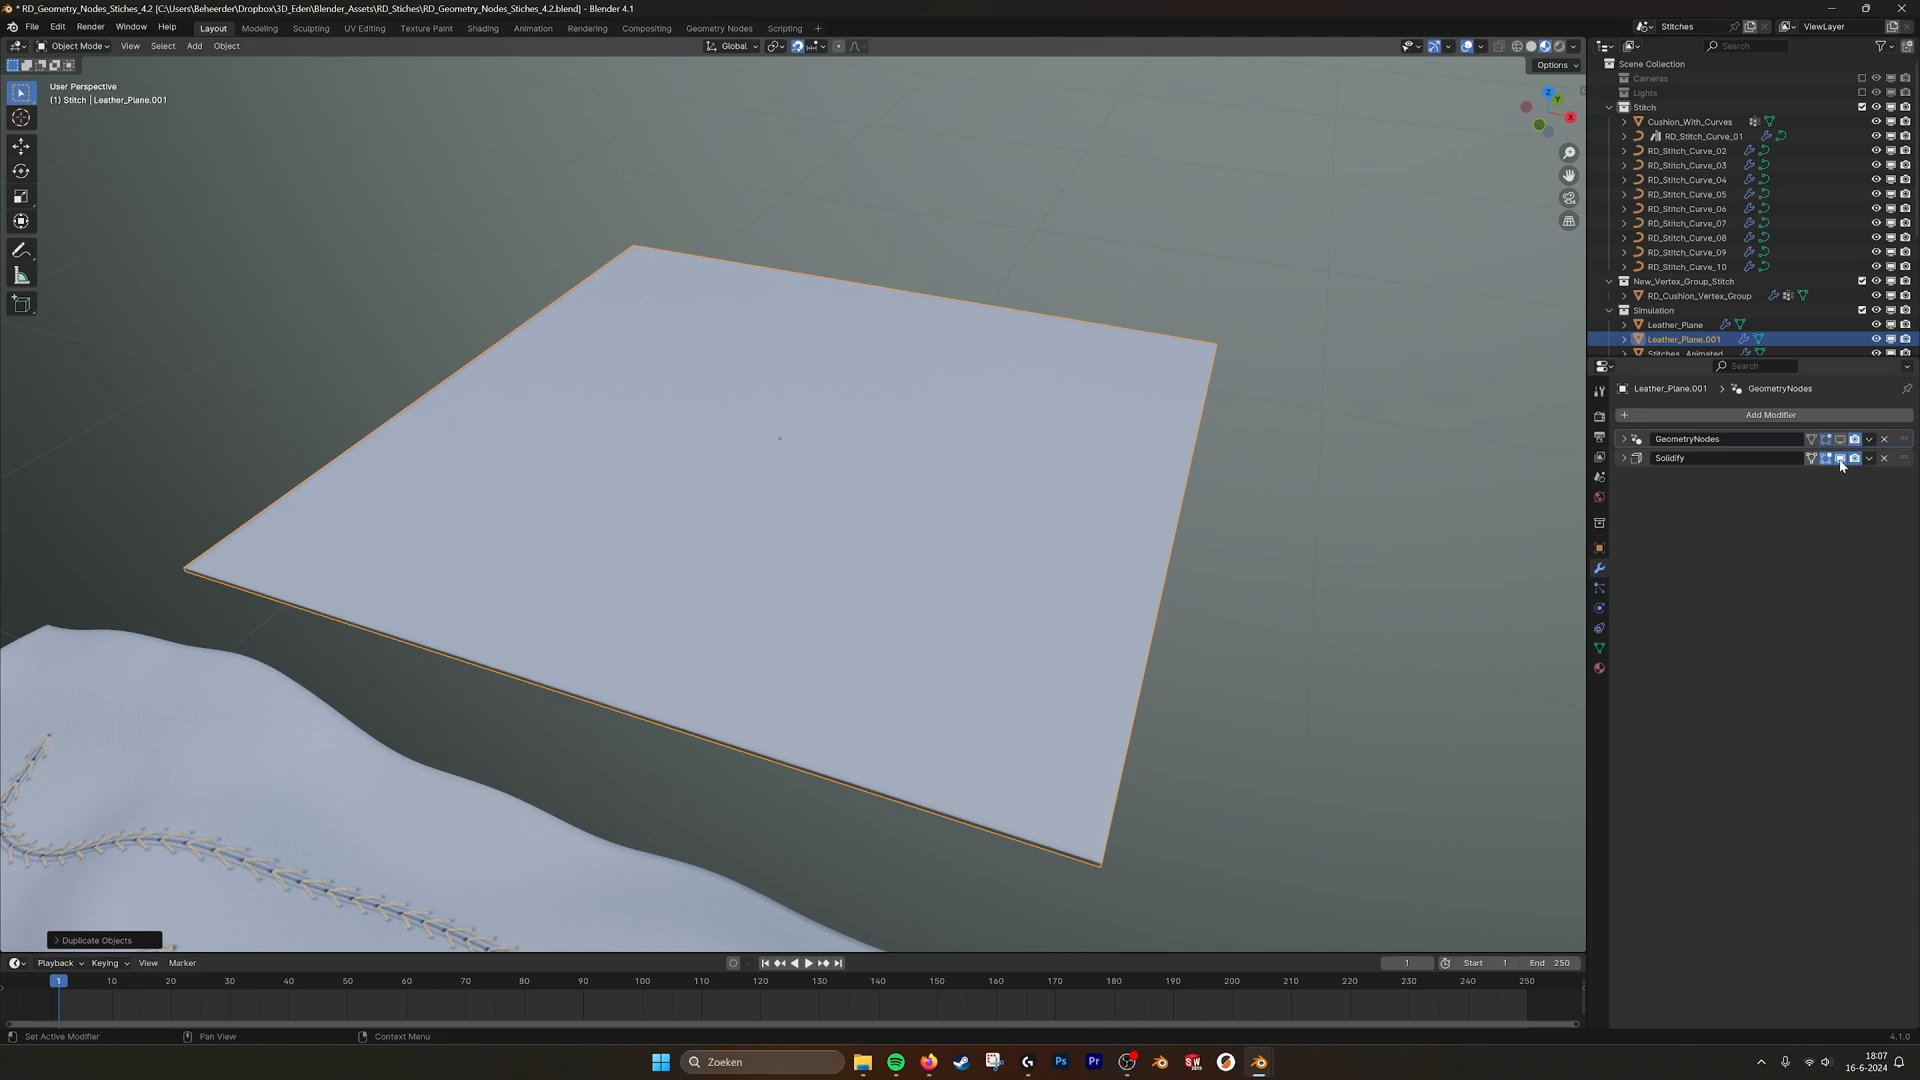 * RD_Geometry_Nodes_Stiches_4.2 [C:\Users\Beheerder\Dropbox\3D_Eden\Blender_Assets\RD_Stiches\RD_Geometry_Nodes_Stiches_4.2.blend] - Blender 4.1
File Edit Render Window Help Layout Modeling Sculpting UV Editing Texture Paint Shading Animation Rendering Compositing Geometry Nodes Scripting + Stitches ViewLayer
Object Mode View Select Add Object Global Search
Options
User Perspective
(1) Stitch | Leather_Plane.001
Z
Y
X
Scene Collection
Cameras
Lights
Stitch
Cushion_With_Curves
RD_Stitch_Curve_01
RD_Stitch_Curve_02
RD_Stitch_Curve_03
RD_Stitch_Curve_04
RD_Stitch_Curve_05
RD_Stitch_Curve_06
RD_Stitch_Curve_07
RD_Stitch_Curve_08
RD_Stitch_Curve_09
RD_Stitch_Curve_10
New_Vertex_Group_Stitch
RD_Cushion_Vertex_Group
Simulation
Leather_Plane
Leather_Plane.001
Stitches_Animated
Search
Leather_Plane.001 > GeometryNodes
+ Add Modifier
GeometryNodes
Solidify
> Duplicate Objects
Playback Keying View Marker 1 Start 1 End 250
1 10 20 30 40 50 60 70 80 90 100 110 120 130 140 150 160 170 180 190 200 210 220 230 240 250
Set Active Modifier Pan View Context Menu 4.1.0
Zoeken Ps Pr SW 18:07
16-6-2024